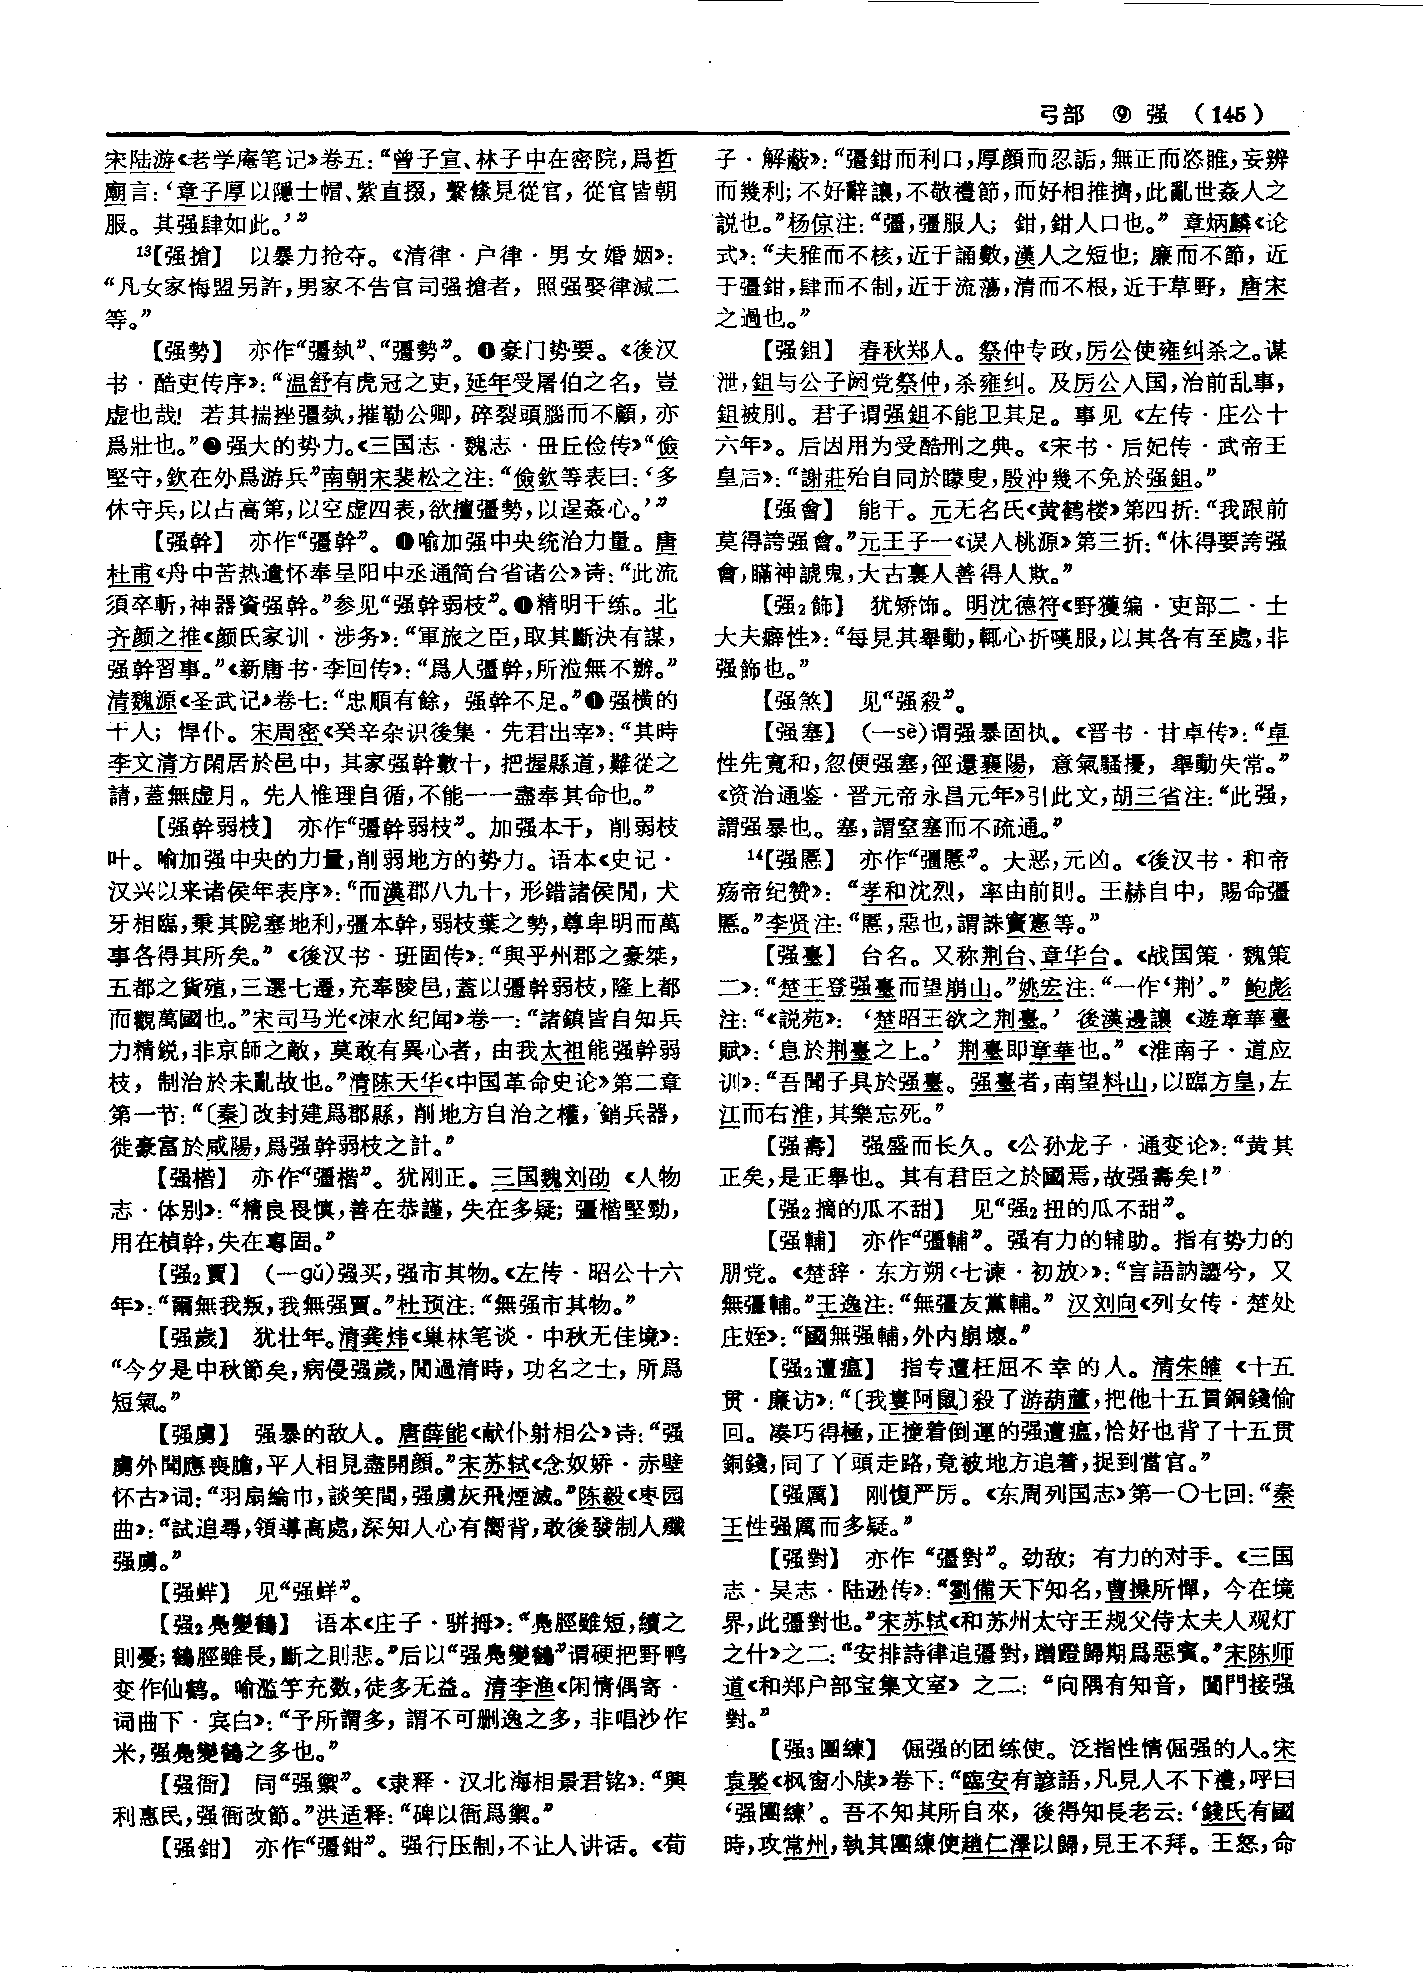 弓部 ⑨ 强 （145）
宋陆游《老学庵笔记》卷五：“曾子宣、林子中在密院，爲哲
廟言：‘章子厚以隱士帽、紫直掇，繫絛見從官，從官皆朝
服。其强肆如此。’”
13【强搶】 以暴力抢夺。《清律·户律·男女婚姻》：
“凡女家悔盟另許，男家不告官司强搶者，照强娶律減二
等。”
【强勢】 亦作“彊埶”、“彊勢”。❶豪门势要。《後汉
书·酷吏传序》：“温舒有虎冠之吏，延年受屠伯之名，豈
虚也哉！若其揣挫彊埶，摧勒公卿，碎裂頭腦而不顧，亦
爲壯也。”❷强大的势力。《三国志·魏志·毌丘俭传》“儉
堅守，欽在外爲游兵”南朝宋裴松之注：“儉欽等表曰：‘多
休守兵，以占高第，以空虚四表，欲擅彊勢，以逞姦心。’”
【强幹】 亦作“彊幹”。❶喻加强中央统治力量。唐
杜甫《舟中苦热遣怀奉呈阳中丞通简台省诸公》诗：“此流
須卒斬，神器資强幹。”参见“强幹弱枝”。❶精明干练。北
齐颜之推《颜氏家训·涉务》：“軍旅之臣，取其斷決有謀，
强幹習事。”《新唐书·李回传》：“爲人彊幹，所涖無不辦。”
清魏源《圣武记》卷七：“忠順有餘，强幹不足。”❶强横的
干人；悍仆。宋周密《癸辛杂识後集·先君出宰》：“其時
李文清方閑居於邑中，其家强幹數十，把握縣道，難從之
請，蓋無虚月。先人惟理自循，不能一一盡奉其命也。”
【强幹弱枝】 亦作“彊幹弱枝”。加强本干，削弱枝
叶。喻加强中央的力量，削弱地方的势力。语本《史记·
汉兴以来诸侯年表序》：“而漢郡八九十，形錯諸侯閒，犬
牙相臨，秉其阸塞地利，彊本幹，弱枝葉之勢，尊卑明而萬
事各得其所矣。”《後汉书·班固传》：“與乎州郡之豪桀，
五都之貨殖，三選七遷，充奉陵邑，蓋以彊幹弱枝，隆上都
而觀萬國也。”宋司马光《涑水纪闻》卷一：“諸鎮皆自知兵
力精鋭，非京師之敵，莫敢有異心者，由我太祖能强幹弱
枝，制治於未亂故也。”清陈天华《中国革命史论》第二章
第一节：“〔秦〕改封建爲郡縣，削地方自治之權，銷兵器，
徙豪富於咸陽，爲强幹弱枝之計。”
【强楷】 亦作“彊楷”。犹刚正。三国魏刘劭《人物
志·体别》：“精良畏慎，善在恭謹，失在多疑；彊楷堅勁，
用在楨幹，失在專固。”
【强2賈】 （—gǔ）强买，强市其物。《左传·昭公十六
年》：“爾無我叛，我無强賈。”杜预注：“無强市其物。”
【强歲】 犹壮年。清龚炜《巢林笔谈·中秋无佳境》：
“今夕是中秋節矣，病優强歲，閒過清時，功名之士，所爲
短氣。”
【强虜】 强暴的敌人。唐薛能《献仆射相公》诗：“强
虜外聞應喪膽，平人相見盡開顔。”宋苏轼《念奴娇·赤壁
怀古》词：“羽扇綸巾，談笑間，强虜灰飛煙滅。”陈毅《枣园
曲》：“試追尋，領導高處，深知人心有嚮背，敢後發制人殲
强虜。”
【强蛘】 见“强蛘”。
【强2鳧變鶴】 语本《庄子·骈拇》：“鳧脛雖短，續之
則憂；鶴脛雖長，斷之則悲。”后以“强鳧變鶴”谓硬把野鸭
变作仙鹤。喻滥竽充数，徒多无益。清李渔《闲情偶寄·
词曲下·宾白》：“予所謂多，謂不可删逸之多，非唱沙作
米，强鳧變鶴之多也。”
【强衙】 同“强禦”。《隶释·汉北海相景君铭》：“興
利惠民，强衙改節。”洪适释：“碑以衙爲禦。”
【强鉗】 亦作“彊鉗”。强行压制，不让人讲话。《荀
子·解蔽》：“彊鉗而利口，厚顔而忍詬，無正而恣睢，妄辨
而幾利；不好辭讓，不敬禮節，而好相推擠，此亂世姦人之
説也。”杨倞注：“彊，彊服人；鉗，鉗人口也。”章炳麟《论
式》：“夫雅而不核，近于誦數，漢人之短也；廉而不節，近
于彊鉗，肆而不制，近于流蕩，清而不根，近于草野，唐宋
之過也。”
【强鉏】 春秋郑人。祭仲专政，厉公使雍纠杀之。谋
泄，鉏与公子阏党祭仲，杀雍纠。及厉公入国，治前乱事，
鉏被刖。君子谓强鉏不能卫其足。事见《左传·庄公十
六年》。后因用为受酷刑之典。《宋书·后妃传·武帝王
皇后》：“謝莊殆自同於矇叟，殷沖幾不免於强鉏。”
【强會】 能干。元无名氏《黄鹤楼》第四折：“我跟前
莫得誇强會。”元王子一《误入桃源》第三折：“休得要誇强
會，瞞神諕鬼，大古裏人善得人欺。”
【强2飾】 犹矫饰。明沈德符《野獲编·吏部二·士
大夫癖性》：“每見其舉動，輒心折嘆服，以其各有至處，非
强飾也。”
【强煞】 见“强殺”。
【强塞】 （—sè）谓强暴固执。《晋书·甘卓传》：“卓
性先寬和，忽便强塞，徑還襄陽，意氣騷擾，舉動失常。”
《资治通鉴·晋元帝永昌元年》引此文，胡三省注：“此强，
謂强暴也。塞，謂窒塞而不疏通。”
14【强慝】 亦作“彊慝”。大恶，元凶。《後汉书·和帝
殇帝纪赞》：“孝和沈烈，率由前則。王赫自中，賜命彊
慝。”李贤注：“慝，惡也，謂誅竇憲等。”
【强臺】 台名。又称荆台、章华台。《战国策·魏策
二》：“楚王登强臺而望崩山。”姚宏注：“一作‘荆’。”鲍彪
注：“《説苑》：‘楚昭王欲之荆臺。’後漢邊讓《遊章華臺
賦》：‘息於荆臺之上。’荆臺即章華也。”《淮南子·道应
训》：“吾聞子具於强臺。强臺者，南望料山，以臨方皇，左
江而右淮，其樂忘死。”
【强壽】 强盛而长久。《公孙龙子·通变论》：“黄其
正矣，是正舉也。其有君臣之於國焉，故强壽矣！”
【强2摘的瓜不甜】 见“强2扭的瓜不甜”。
【强輔】 亦作“彊輔”。强有力的辅助。指有势力的
朋党。《楚辞·东方朔〈七谏·初放〉》：“言語訥譅兮，又
無彊輔。”王逸注：“無彊友黨輔。”汉刘向《列女传·楚处
庄姪》：“國無强輔，外内崩壞。”
【强2遭瘟】 指专遭枉屈不幸的人。清朱㿥《十五
贯·廉访》：“〔我婁阿鼠〕殺了游葫蘆，把他十五貫銅錢偷
回。凑巧得極，正撞着倒運的强遭瘟，恰好也背了十五贯
銅錢，同了丫頭走路，竟被地方追着，捉到當官。”
【强厲】 刚愎严厉。《东周列国志》第一〇七回：“秦
王性强厲而多疑。”
【强對】 亦作“彊對”。劲敌；有力的对手。《三国
志·吴志·陆逊传》：“劉備天下知名，曹操所憚，今在境
界，此彊對也。”宋苏轼《和苏州太守王规父侍太夫人观灯
之什》之二：“安排詩律追彊對，蹭蹬歸期爲惡賓。”宋陈师
道《和郑户部宝集文室》之二：“向隅有知音，闔門接强
對。”
【强3團練】 倔强的团练使。泛指性情倔强的人。宋
袁褧《枫窗小牍》卷下：“臨安有諺語，凡見人不下禮，呼曰
‘强團練’。吾不知其所自來，後得知長老云：‘錢氏有國
時，攻常州，執其團練使趙仁澤以歸，見王不拜。王怒，命